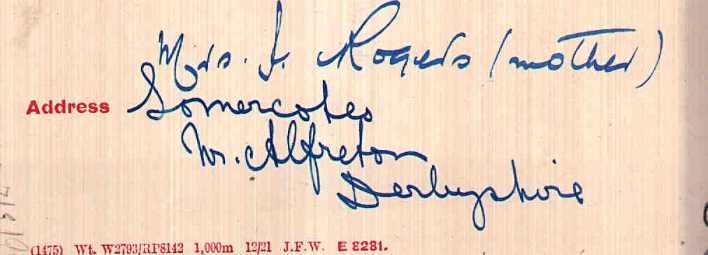 Mrs. J. Rogers (mother)
Address Somercotes
Nr. Alfreton
Derbyshire
(1475) Wt. W2793/RP8142 1,000m 12/21 J.F.W. E 8281.